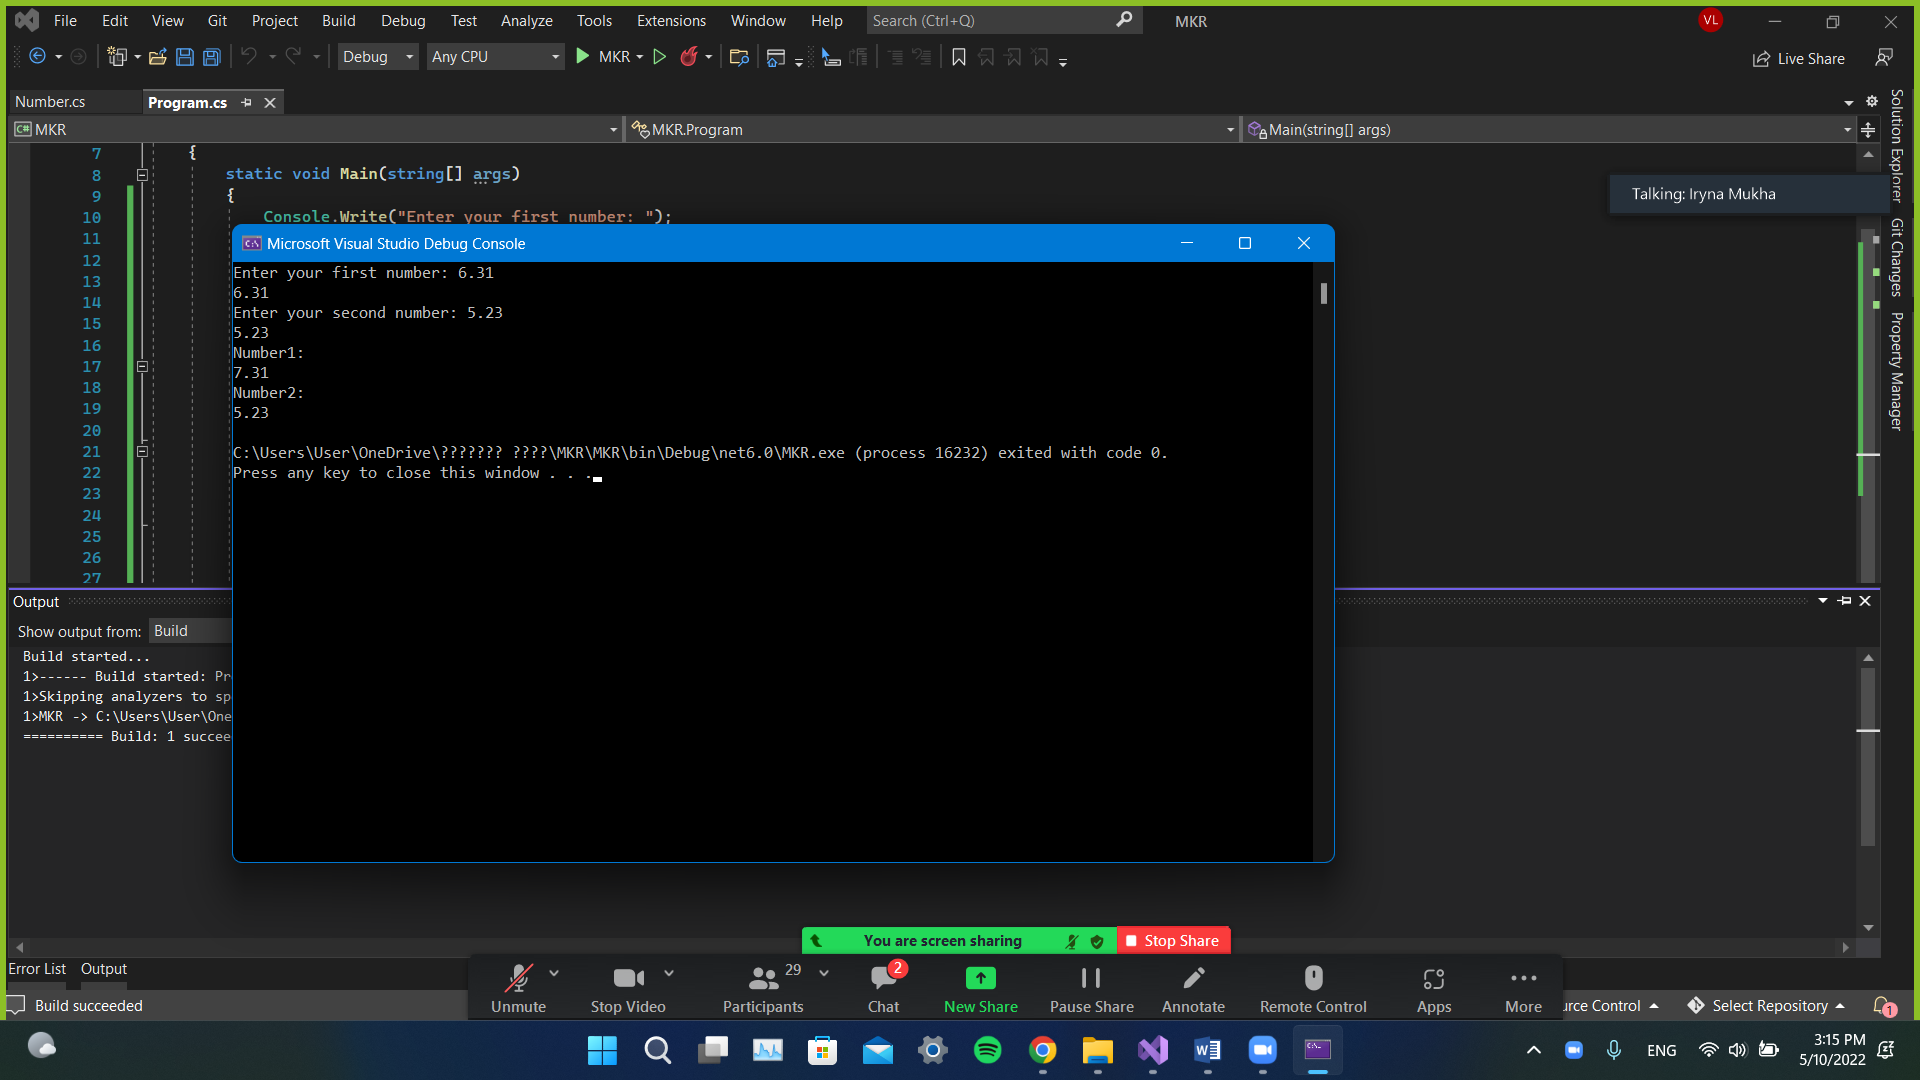 File Edit View Git Project Build Debug Test Analyze Tools Extensions Window Help Search (Ctrl+Q) MKR VL
Debug Any CPU MKR Live Share
Number.cs Program.cs
C# MKR MKR.Program Main(string[] args)
7 {
8 static void Main(string[] args)
9 {
10 Console.Write("Enter your first number: ");
11
12
13
14
15
16
17
18
19
20
21
22
23
24
25
26
27
Talking: Iryna Mukha
Solution Explorer
Git Changes
Property Manager
Microsoft Visual Studio Debug Console
Enter your first number: 6.31
6.31
Enter your second number: 5.23
5.23
Number1:
7.31
Number2:
5.23
C:\Users\User\OneDrive\??????? ????\MKR\MKR\bin\Debug\net6.0\MKR.exe (process 16232) exited with code 0.
Press any key to close this window . . .
Output
Show output from: Build
Build started...
1>------ Build started: Pr
1>Skipping analyzers to sp
1>MKR -> C:\Users\User\One
========== Build: 1 succee
You are screen sharing Stop Share
Error List Output
29 2
Unmute Stop Video Participants Chat New Share Pause Share Annotate Remote Control Apps More
Build succeeded urce Control Select Repository 1
ENG 3:15 PM
5/10/2022